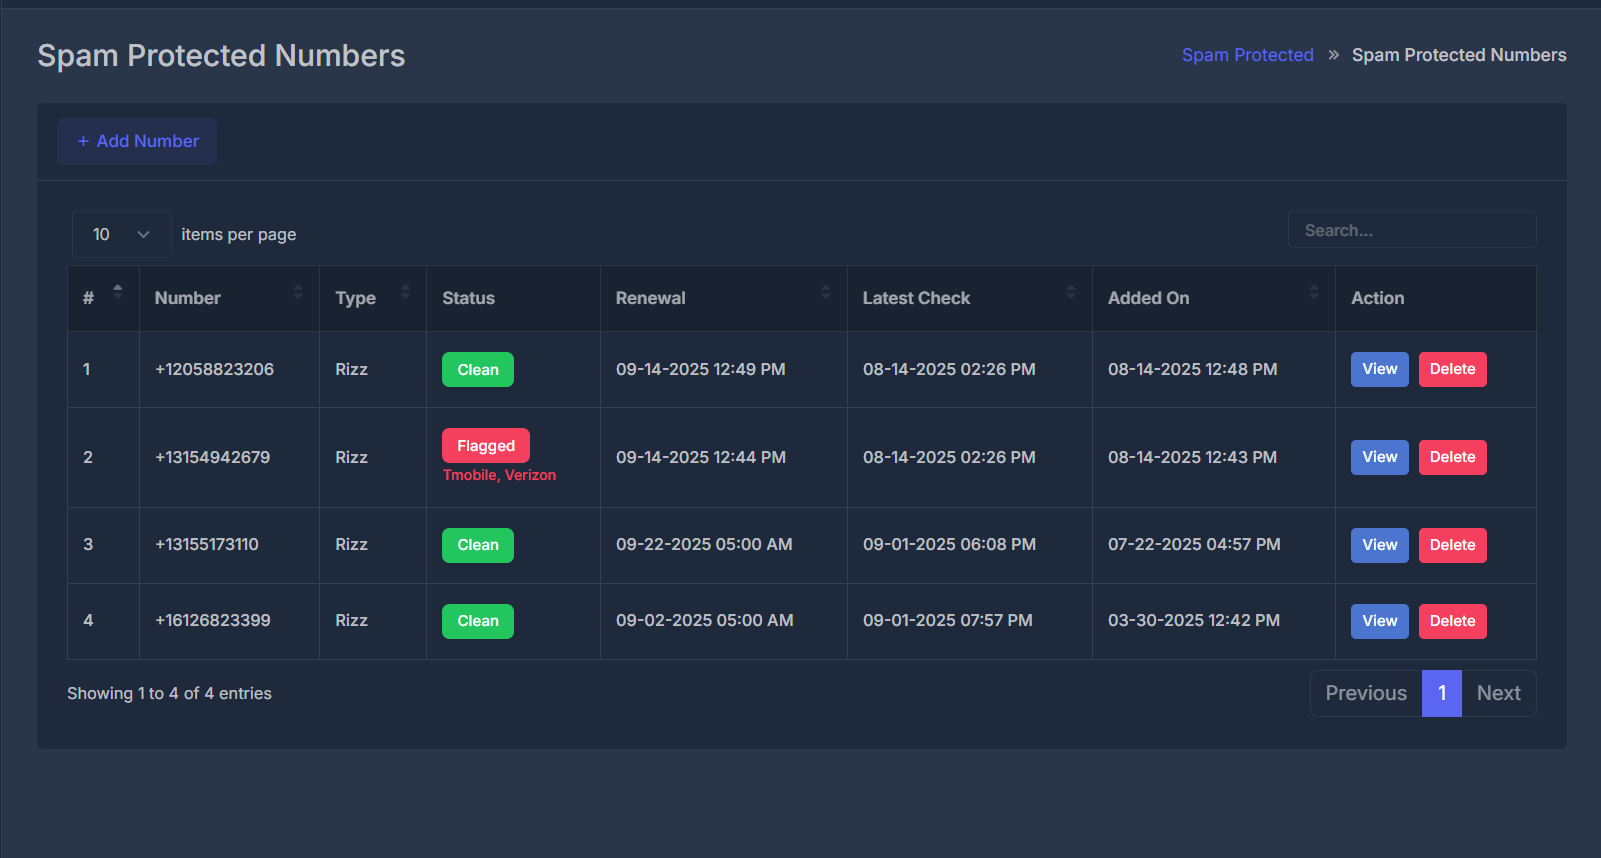 Spam Protected Numbers
Spam Protected » Spam Protected Numbers
+ Add Number
10 items per page
Search...
# Number Type Status Renewal Latest Check Added On Action
1 +12058823206 Rizz Clean 09-14-2025 12:49 PM 08-14-2025 02:26 PM 08-14-2025 12:48 PM View Delete
2 +13154942679 Rizz Flagged 09-14-2025 12:44 PM 08-14-2025 02:26 PM 08-14-2025 12:43 PM View Delete
Tmobile, Verizon
3 +13155173110 Rizz Clean 09-22-2025 05:00 AM 09-01-2025 06:08 PM 07-22-2025 04:57 PM View Delete
4 +16126823399 Rizz Clean 09-02-2025 05:00 AM 09-01-2025 07:57 PM 03-30-2025 12:42 PM View Delete
Showing 1 to 4 of 4 entries
Previous 1 Next